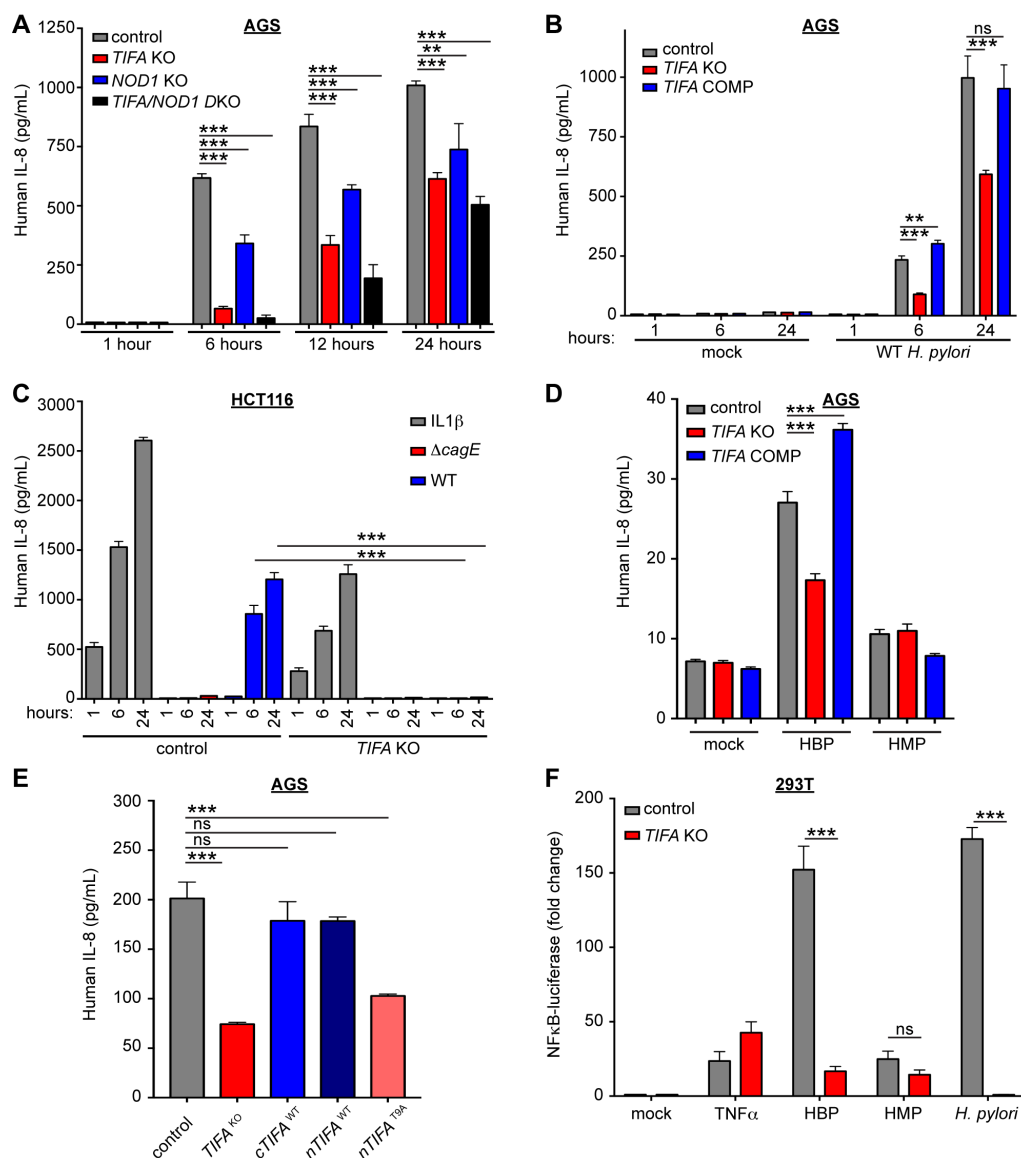 A
AGS
control
TIFA KO
NOD1 KO
TIFA/NOD1 DKO
Human IL-8 (pg/mL)
1250
1000
750
500
250
0
***
***
***
***
***
***
***
**
***
1 hour
6 hours
12 hours
24 hours
B
AGS
control
TIFA KO
TIFA COMP
Human IL-8 (pg/mL)
1000
750
500
250
0
**
***
ns
***
hours:
1
6
24
1
6
24
mock
WT H. pylori
C
HCT116
IL1β
ΔcagE
WT
Human IL-8 (pg/mL)
3000
2500
2000
1500
1000
500
0
***
***
hours:
1
6
24
1
6
24
1
6
24
1
6
24
1
6
24
1
6
24
control
TIFA KO
D
AGS
control
TIFA KO
TIFA COMP
Human IL-8 (pg/mL)
40
30
20
10
0
***
***
mock
HBP
HMP
E
AGS
Human IL-8 (pg/mL)
300
250
200
150
100
50
0
***
ns
ns
***
control
TIFA KO
cTIFA WT
nTIFA WT
nTIFA T9A
F
293T
control
TIFA KO
NFκB-luciferase (fold change)
200
150
100
50
0
***
ns
***
mock
TNFα
HBP
HMP
H. pylori